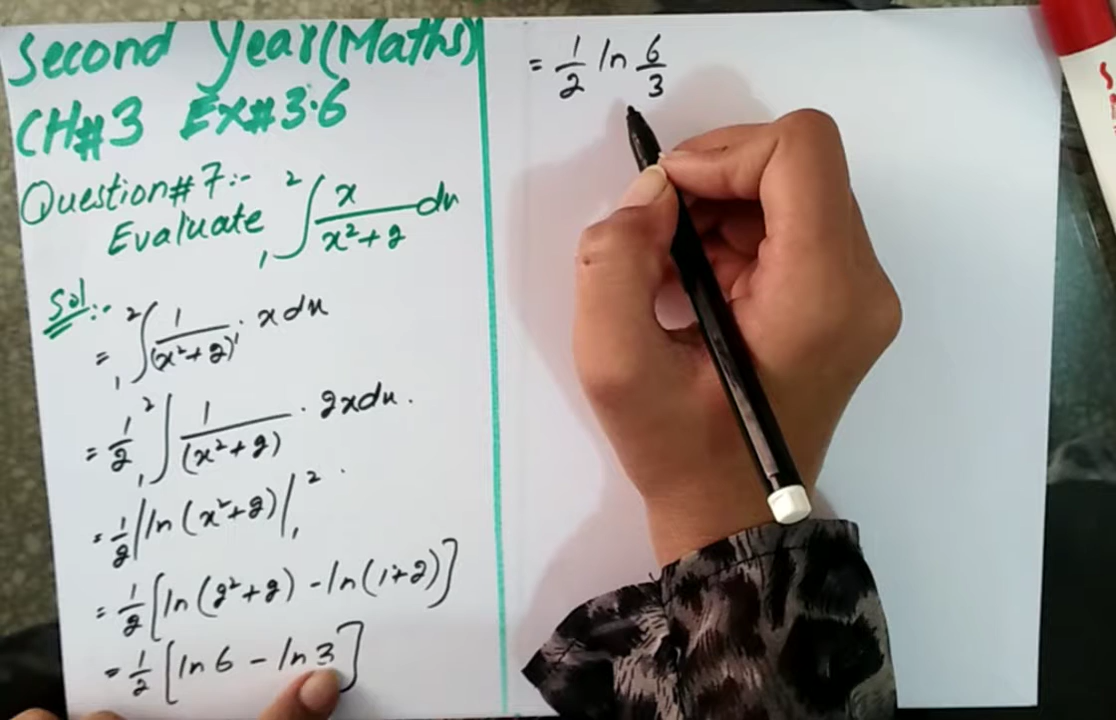 Second Year(Maths)
CH#3 EX#3.6
Question#7:-
Evaluate ₁²∫ x/(x²+2) dx
Sol:-
= ₁²∫ 1/(x²+2)¹ · x dx
= 1/2 ₁²∫ 1/(x²+2) · 2xdx.
= 1/2 |ln(x²+2)|₁²
= 1/2 [ln(2²+2) - ln(1+2)]
= 1/2 [ln 6 - ln 3]
= 1/2 ln 6/3